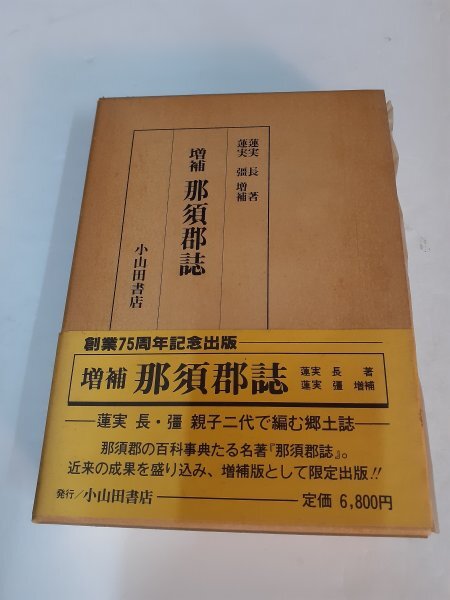 蓮実 長 著
蓮実 彊 増補
増補 那須郡誌
小山田書店
創業75周年記念出版
増補 那須郡誌 蓮実 長 著
蓮実 彊 増補
蓮実 長・彊 親子二代で編む郷土誌
那須郡の百科事典たる名著『那須郡誌』。
近来の成果を盛り込み、増補版として限定出版!!
発行/小山田書店 定価 6,800円